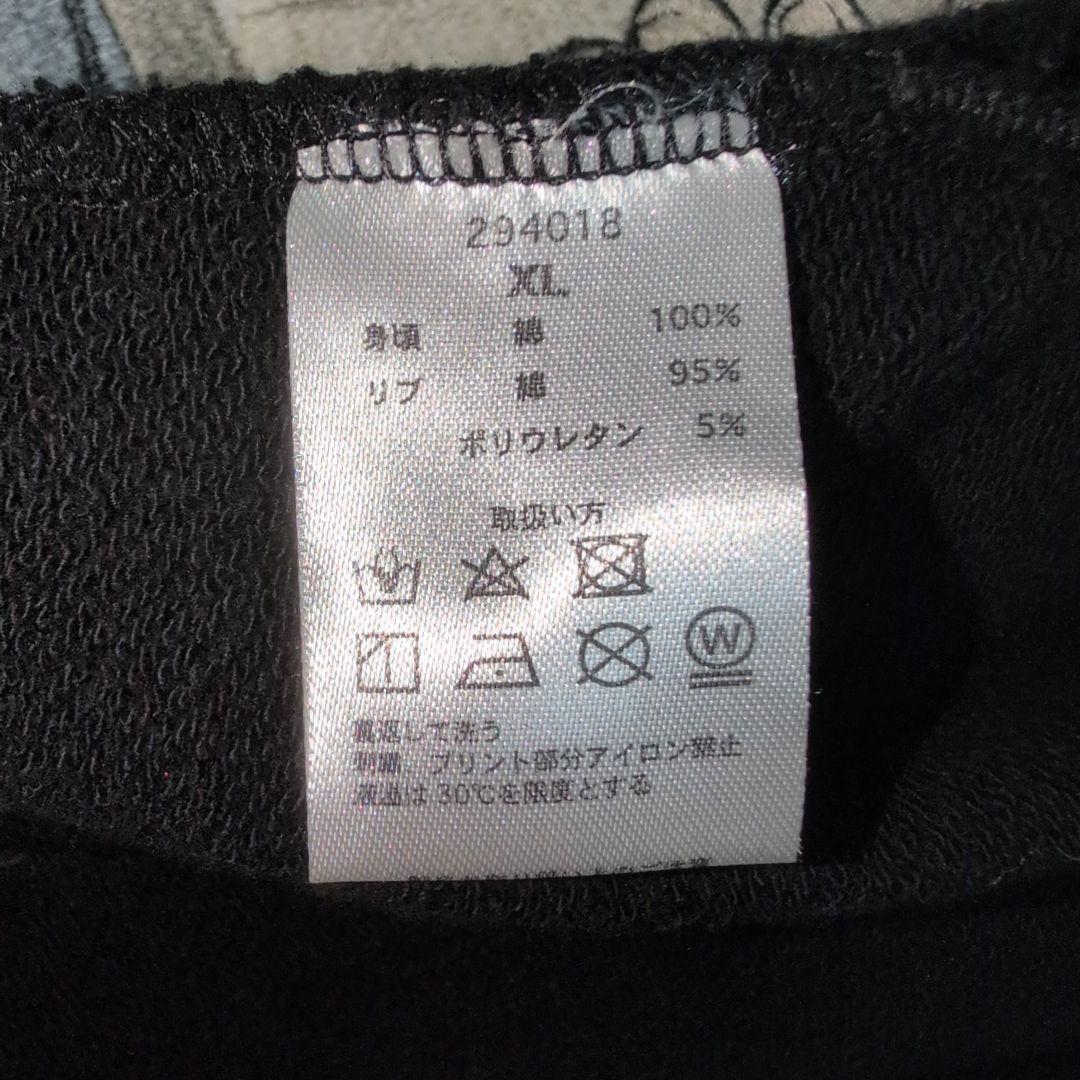 294018
XL
身頃 綿 100%
リブ 綿 95%
ポリウレタン 5%
取扱い方
W
裏返して洗う
刺繍、プリント部分アイロン禁止
液温は30℃を限度とする